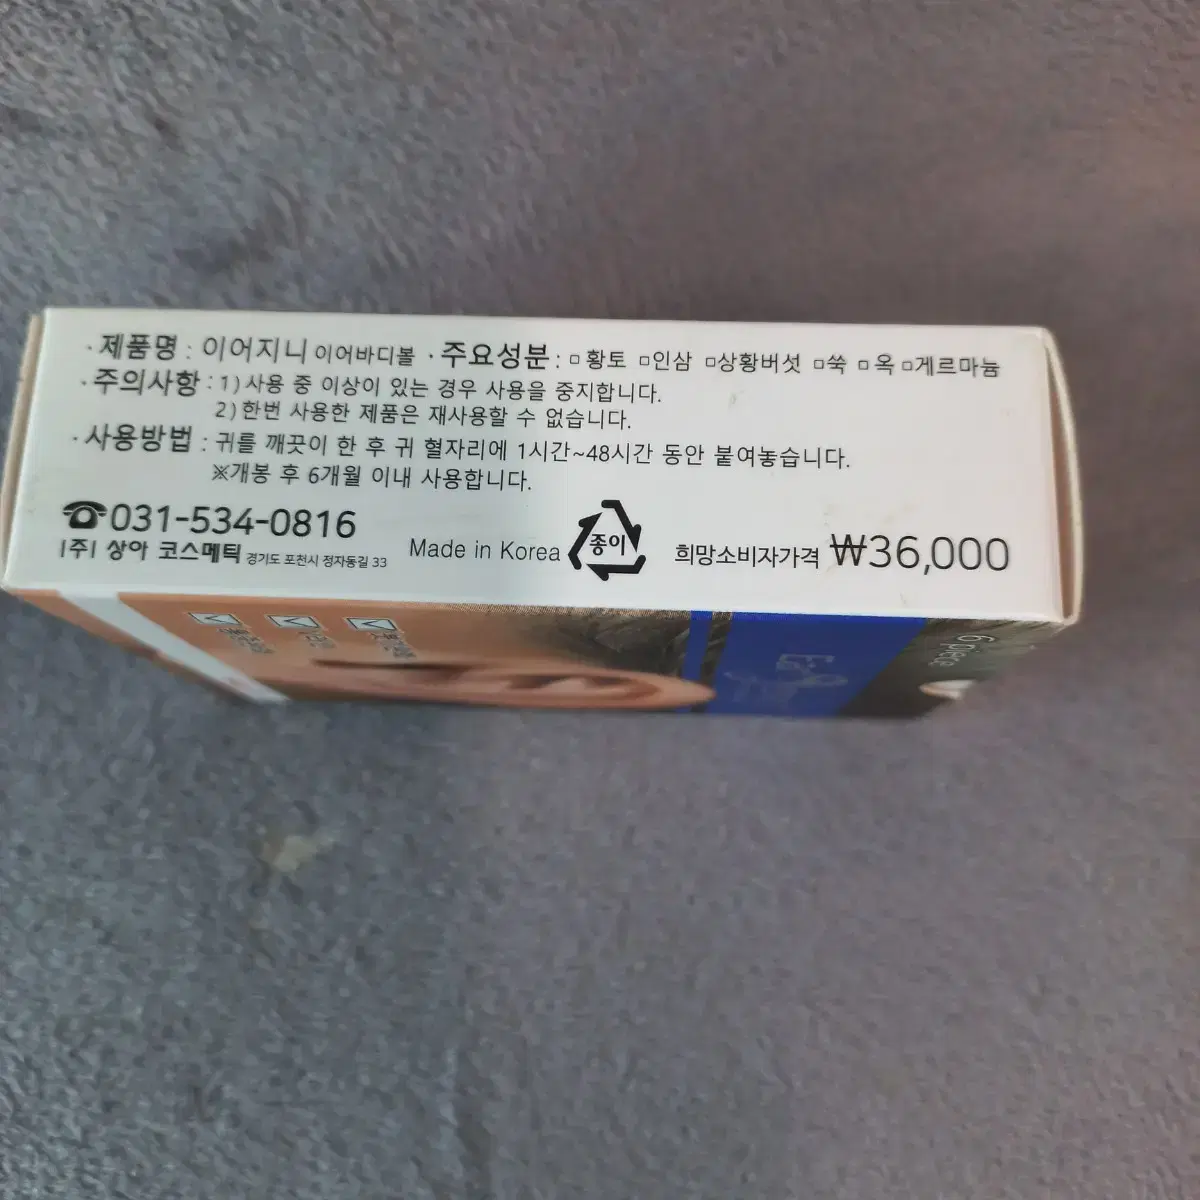 · 제품명 : 이어지니 이어바디볼 · 주요성분 : □ 황토 □인삼 □상황버섯 □쑥 □ 옥 □게르마늄
· 주의사항 : 1) 사용 중 이상이 있는 경우 사용을 중지합니다.
2) 한번 사용한 제품은 재사용할 수 없습니다.
· 사용방법 : 귀를 깨끗이 한 후 귀 혈자리에 1시간~48시간 동안 붙여놓습니다.
※개봉 후 6개월 이내 사용합니다.
☎031-534-0816
|주| 상아 코스메틱 경기도 포천시 정자동길 33
Made in Korea
종이
희망소비자가격 ₩36,000
6 piece